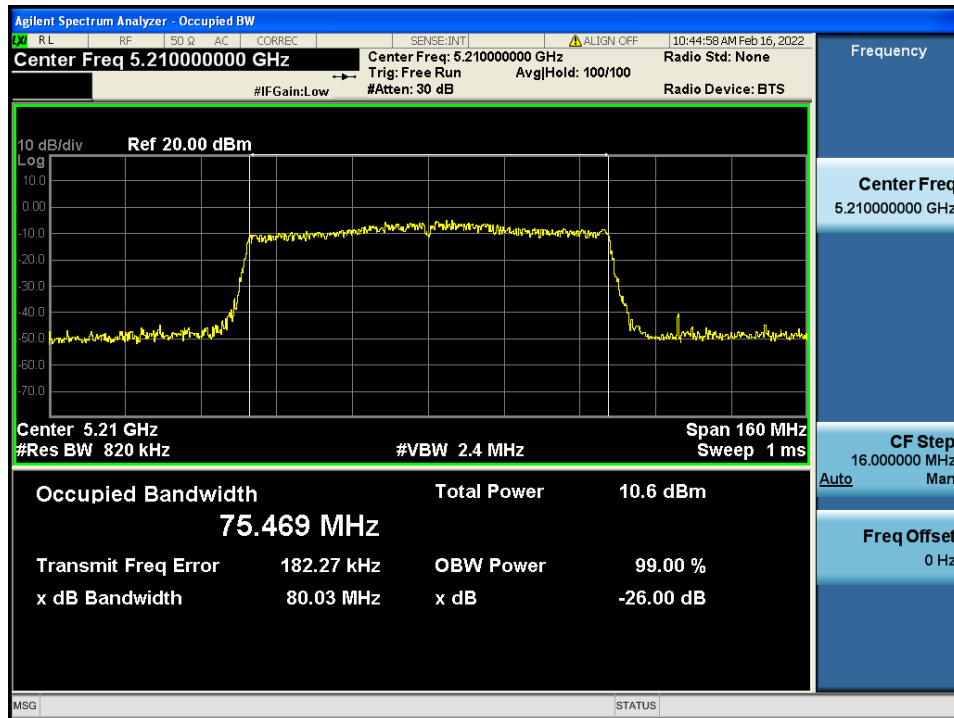 Agilent Spectrum Analyzer - Occupied BW
LXI RL RF 50 Ω AC CORREC SENSE:INT ALIGN OFF 10:44:58 AM Feb 16, 2022
Center Freq 5.210000000 GHz
Center Freq: 5.210000000 GHz
Radio Std: None
Trig: Free Run Avg|Hold: 100/100
#IFGain:Low
#Atten: 30 dB
Radio Device: BTS
10 dB/div Ref 20.00 dBm
Log
10.0
0.00
-10.0
-20.0
-30.0
-40.0
-50.0
-60.0
-70.0
Center 5.21 GHz Span 160 MHz
#Res BW 820 kHz #VBW 2.4 MHz Sweep 1 ms
Occupied Bandwidth Total Power 10.6 dBm
75.469 MHz
Transmit Freq Error 182.27 kHz OBW Power 99.00 %
x dB Bandwidth 80.03 MHz x dB -26.00 dB
Frequency
Center Freq
5.210000000 GHz
CF Step
16.000000 MHz
Auto Man
Freq Offset
0 Hz
MSG STATUS